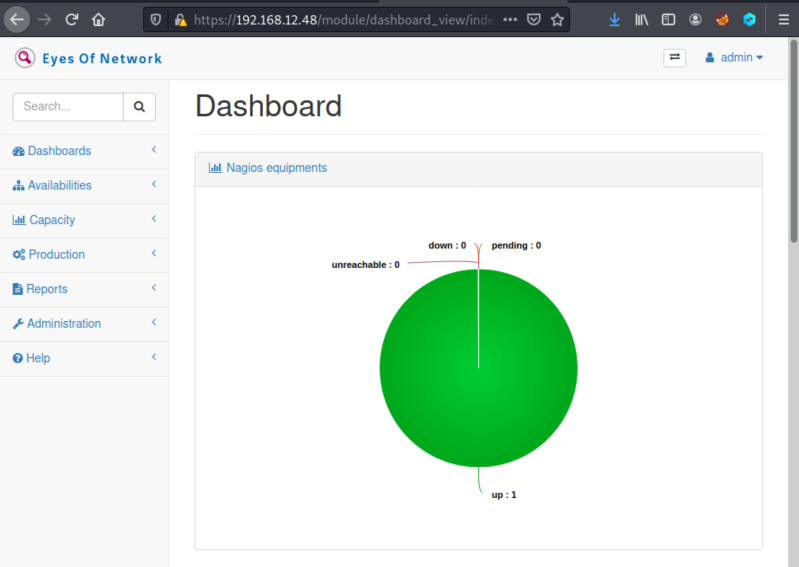 https://192.168.12.48/module/dashboard_view/inde
Eyes Of Network
admin
Search...
Dashboards
Availabilities
Capacity
Production
Reports
Administration
Help
Dashboard
Nagios equipments
down : 0
pending : 0
unreachable : 0
up : 1